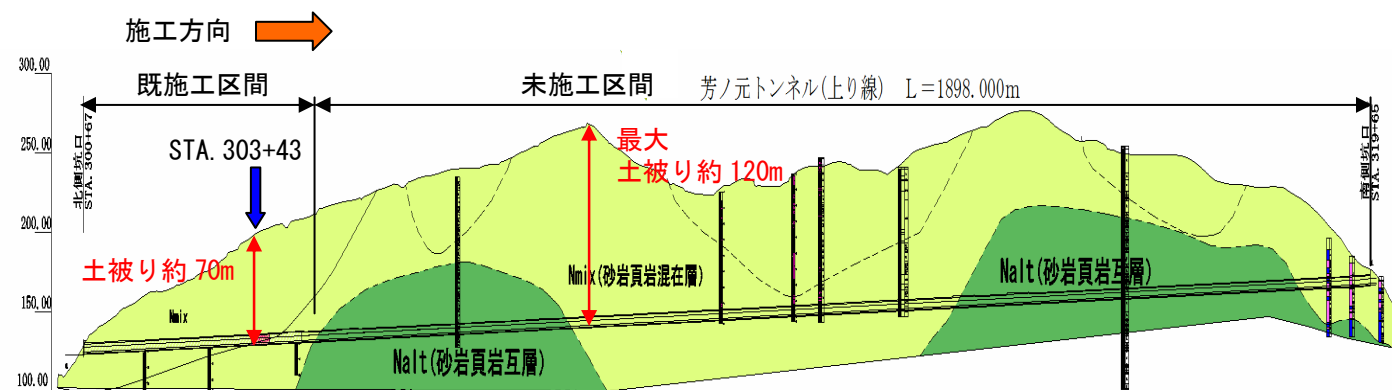 施工方向
300.00
既施工区間
未施工区間
芳ノ元トンネル(上り線) L=1898.000m
北側坑口
STA. 300+67
南側坑口
STA. 319+65
250.00
STA. 303+43
最大
土被り約 120m
200.00
土被り約 70m
Nmix(砂岩頁岩混在層)
Nalt(砂岩頁岩互層)
150.00
Nmix
Nalt(砂岩頁岩互層)
100.00